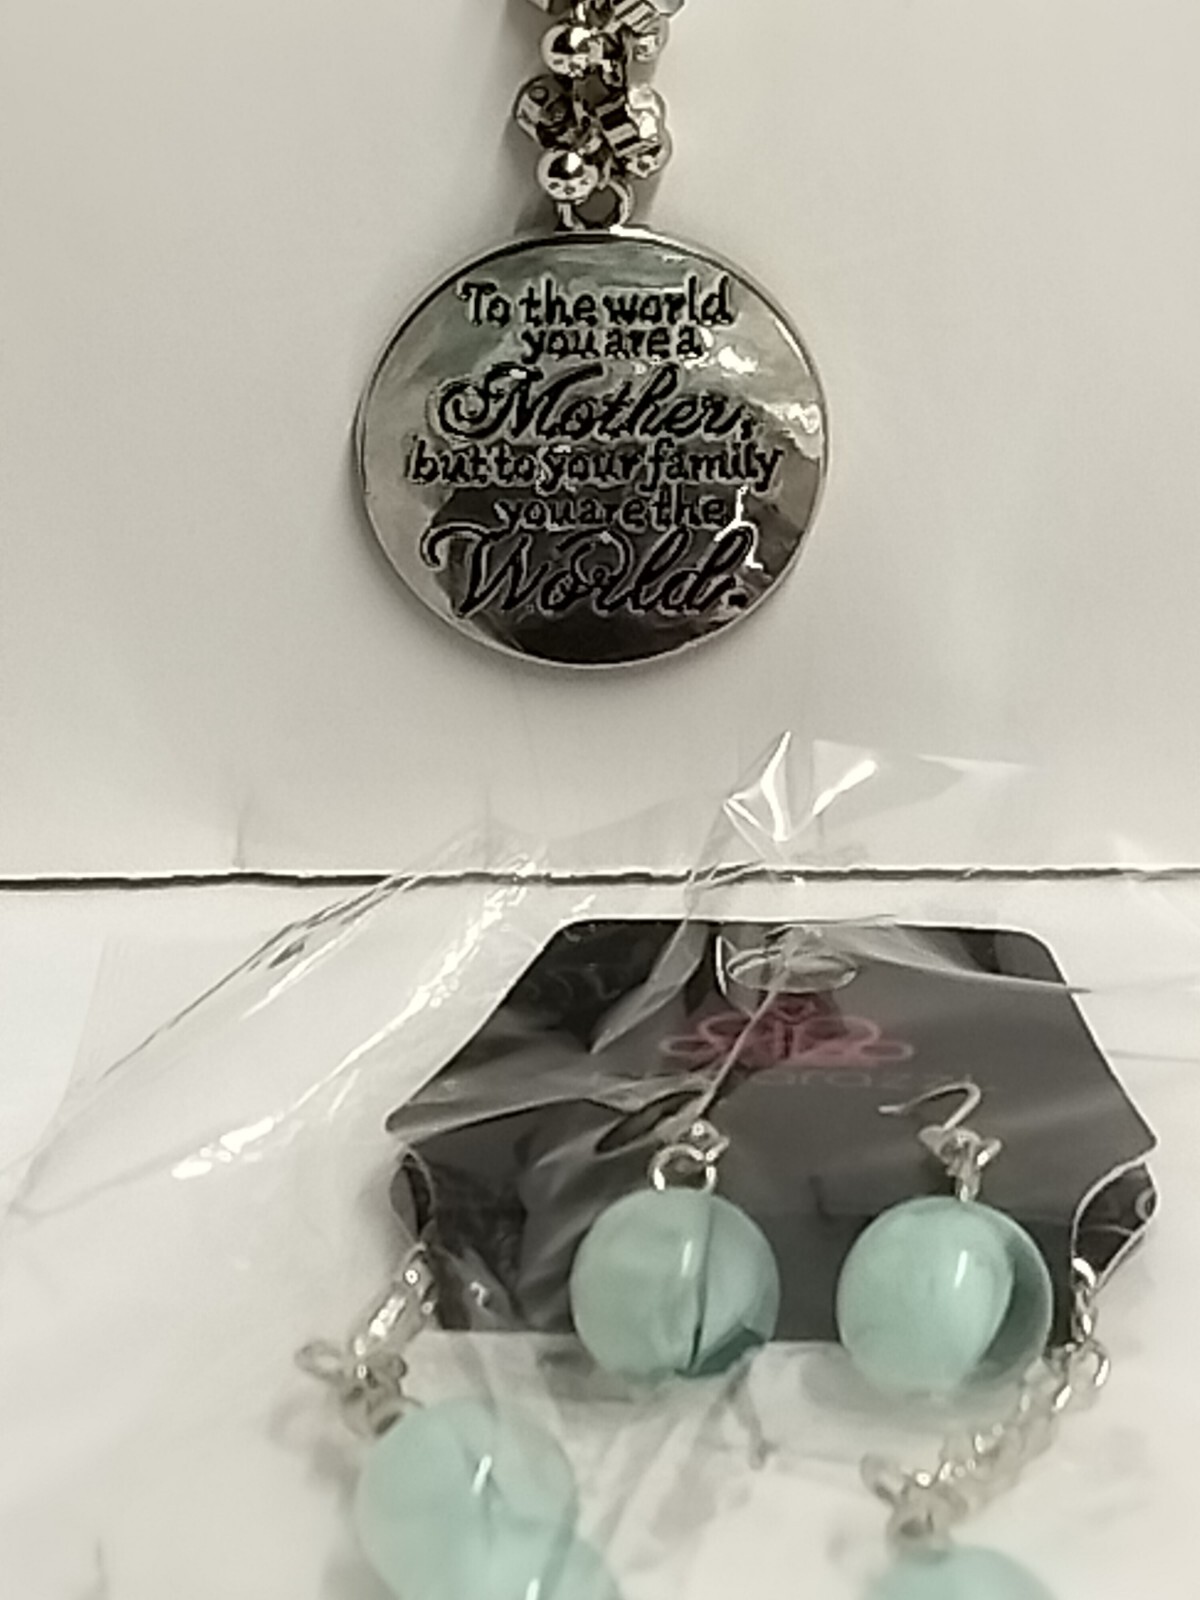 To the world
you are a
Mother,
but to your family
you are the
World.